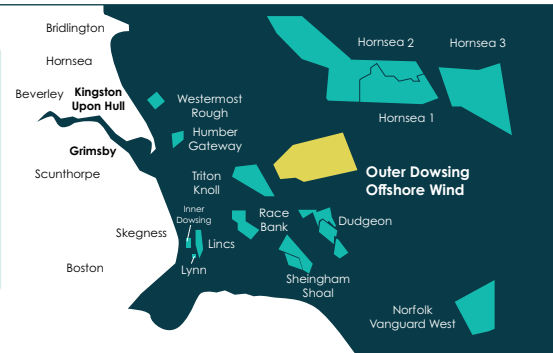 Bridlington
Hornsea
Beverley
Kingston
Upon Hull
Grimsby
Scunthorpe
Skegness
Boston
Westermost
Rough
Humber
Gateway
Triton
Knoll
Inner
Dowsing
Lincs
Lynn
Race
Bank
Dudgeon
Sheingham
Shoal
Hornsea 2
Hornsea 3
Hornsea 1
Outer Dowsing
Offshore Wind
Norfolk
Vanguard West